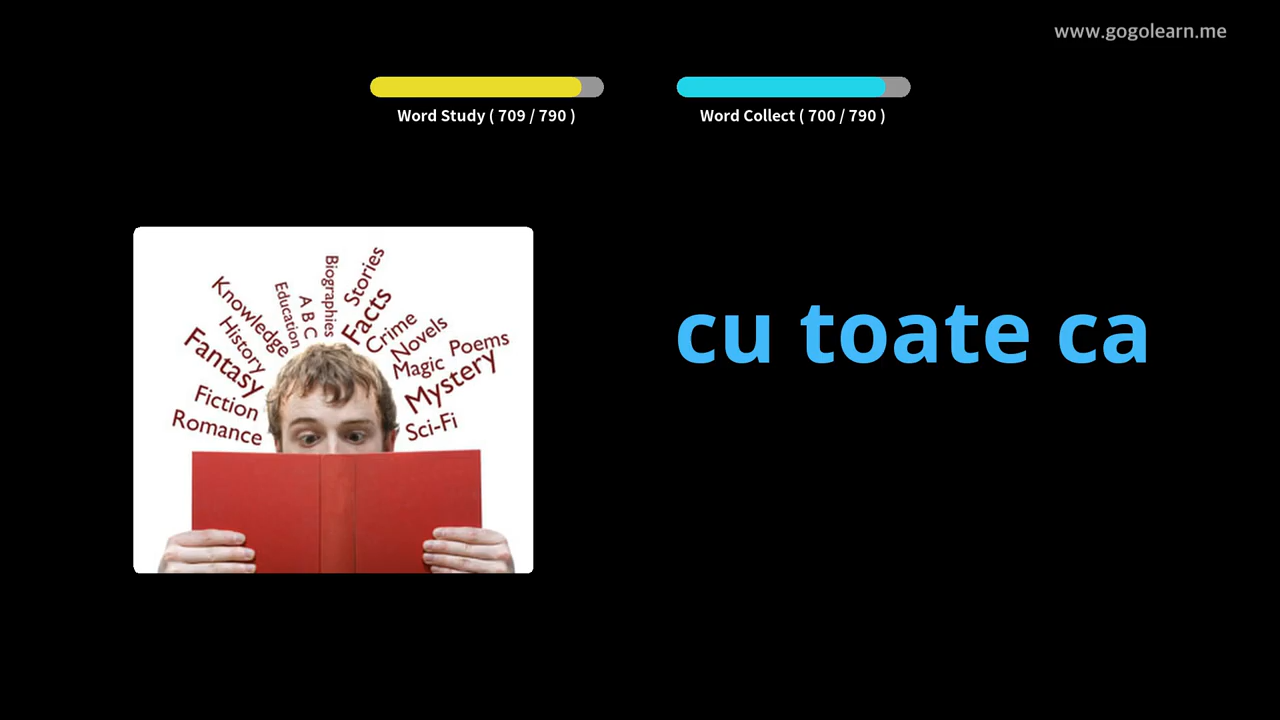 www.gogolearn.me
Word Study ( 709 / 790 )
Word Collect ( 700 / 790 )
Knowledge
Education
A B C
Biographies
Stories
Facts
Crime
Novels
Poems
Magic
Mystery
Sci-Fi
History
Fantasy
Fiction
Romance
cu toate ca